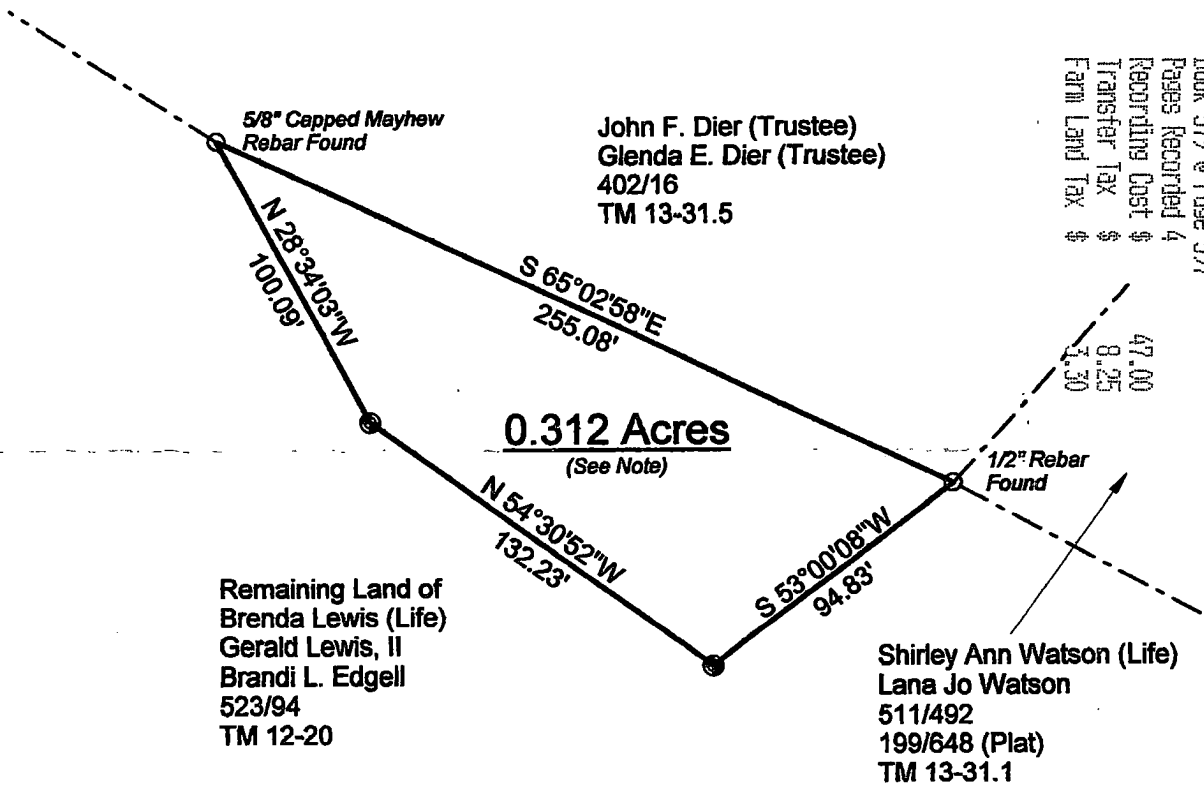 5/8" Capped Mayhew
Rebar Found
John F. Dier (Trustee)
Glenda E. Dier (Trustee)
402/16
TM 13-31.5
Pages Recorded 4
Recording Cost $ 47.00
Transfer Tax $ 8.25
Farm Land Tax $ 3.30
N 28°34'03"W
100.09'
S 65°02'58"E
255.08'
0.312 Acres
(See Note)
1/2" Rebar
Found
N 54°30'52"W
132.23'
S 53°00'08"W
94.83'
Remaining Land of
Brenda Lewis (Life)
Gerald Lewis, II
Brandi L. Edgell
523/94
TM 12-20
Shirley Ann Watson (Life)
Lana Jo Watson
511/492
199/648 (Plat)
TM 13-31.1